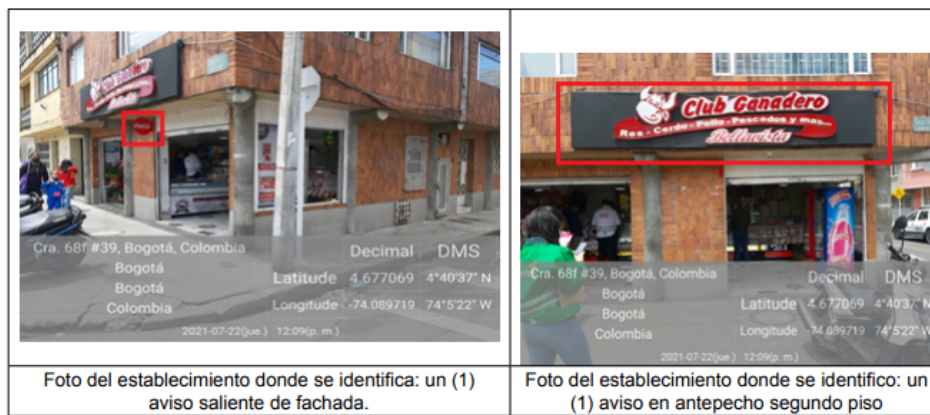 Club Ganadero
Cra. 68f #39, Bogotá, Colombia
Bogotá
Bogotá
Colombia
Decimal DMS
Latitude 4.677069 4°40'37" N
Longitude -74.089719 74°5'22" W
2021-07-22(jue.) 12:09(p. m.)
Foto del establecimiento donde se identifica: un (1)
aviso saliente de fachada.
Club Ganadero
Res - Cerdo - Pollo - Pescados y mas...
Bellavista
Cra. 68f #39, Bogotá, Colombia
Bogotá
Bogotá
Colombia
Decimal DMS
Latitude 4.677069 4°40'37" N
Longitude -74.089719 74°5'22" W
2021-07-22(jue.) 12:09(p. m.)
Foto del establecimiento donde se identifico: un
(1) aviso en antepecho segundo piso